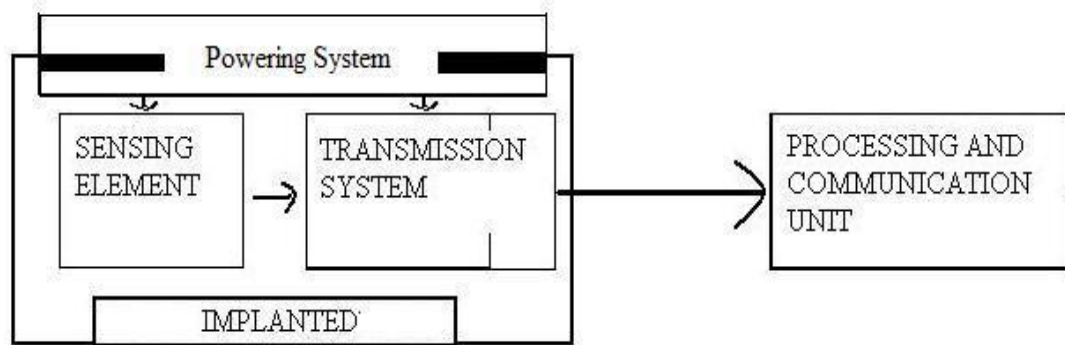 Powering System
SENSING
ELEMENT
TRANSMISSION
SYSTEM
PROCESSING AND
COMMUNICATION
UNIT
IMPLANTED